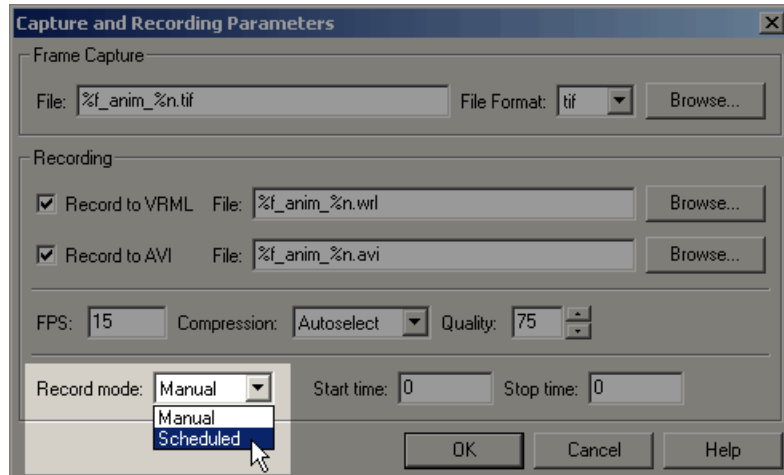 Capture and Recording Parameters
Frame Capture
File: %f_anim_%n.tif File Format: tif Browse...
Recording
Record to VRML File: %f_anim_%n.wrl Browse...
Record to AVI File: %f_anim_%n.avi Browse...
FPS: 15 Compression: Autoselect Quality: 75
Record mode: Manual Start time: 0 Stop time: 0
Manual
Scheduled
OK Cancel Help